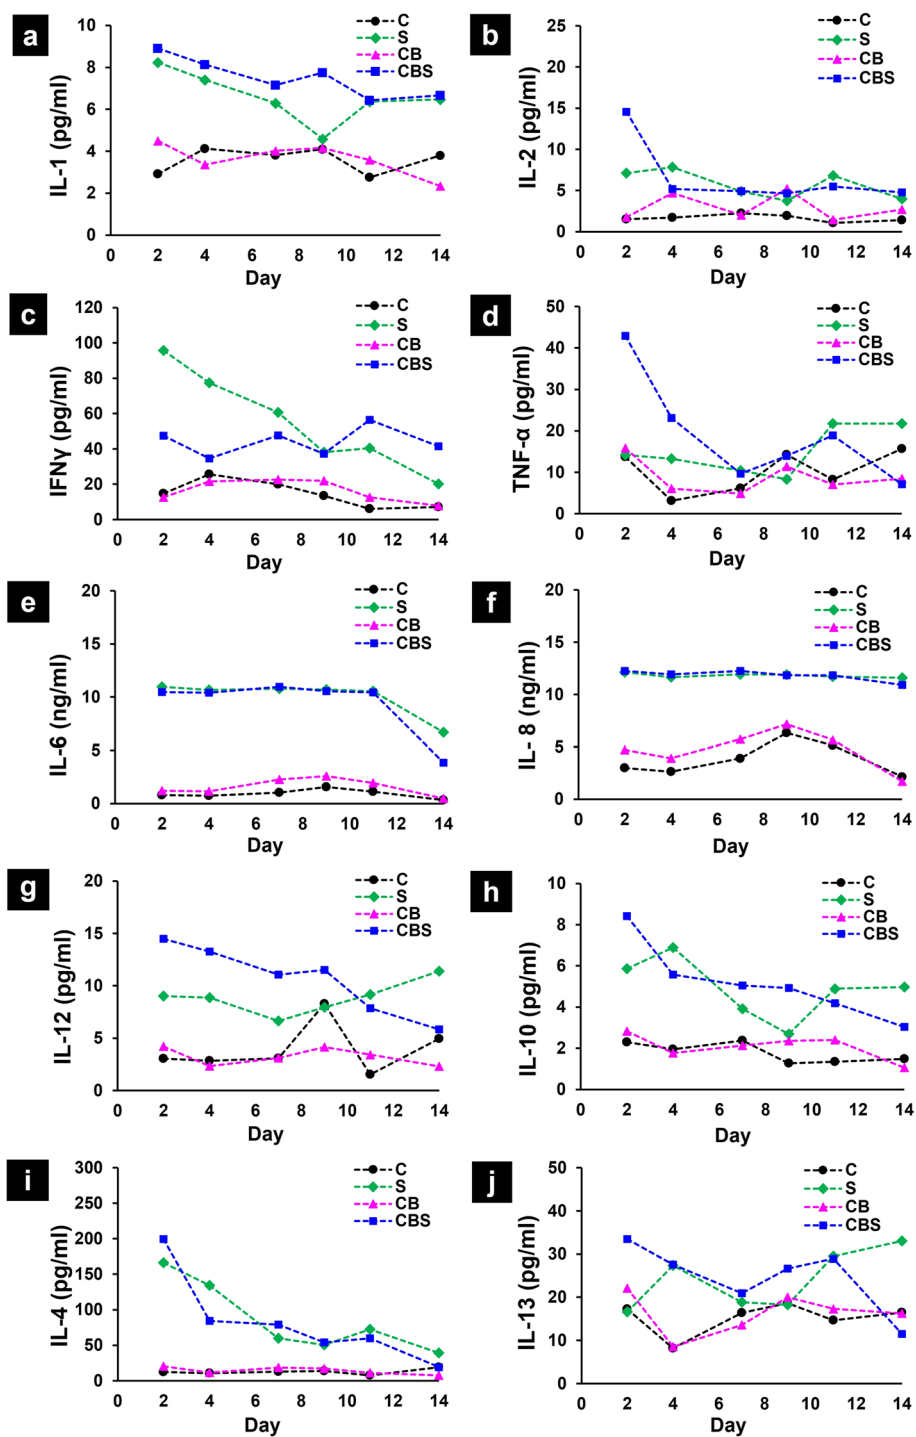 a
IL-1 (pg/ml)
10
8
6
4
2
0
0 2 4 6 8 10 12 14
Day
C
S
CB
CBS
b
IL-2 (pg/ml)
25
20
15
10
5
0
0 2 4 6 8 10 12 14
Day
C
S
CB
CBS
c
IFNγ (pg/ml)
120
100
80
60
40
20
0
0 2 4 6 8 10 12 14
Day
C
S
CB
CBS
d
TNF-α (pg/ml)
50
40
30
20
10
0
0 2 4 6 8 10 12 14
Day
C
S
CB
CBS
e
IL-6 (ng/ml)
20
15
10
5
0
0 2 4 6 8 10 12 14
Day
C
S
CB
CBS
f
IL- 8 (ng/ml)
20
15
10
5
0
0 2 4 6 8 10 12 14
Day
C
S
CB
CBS
g
IL-12 (pg/ml)
20
15
10
5
0
0 2 4 6 8 10 12 14
Day
C
S
CB
CBS
h
IL-10 (pg/ml)
10
8
6
4
2
0
0 2 4 6 8 10 12 14
Day
C
S
CB
CBS
i
IL-4 (pg/ml)
300
250
200
150
100
50
0
0 2 4 6 8 10 12 14
Day
C
S
CB
CBS
j
IL-13 (pg/ml)
50
40
30
20
10
0
0 2 4 6 8 10 12 14
Day
C
S
CB
CBS